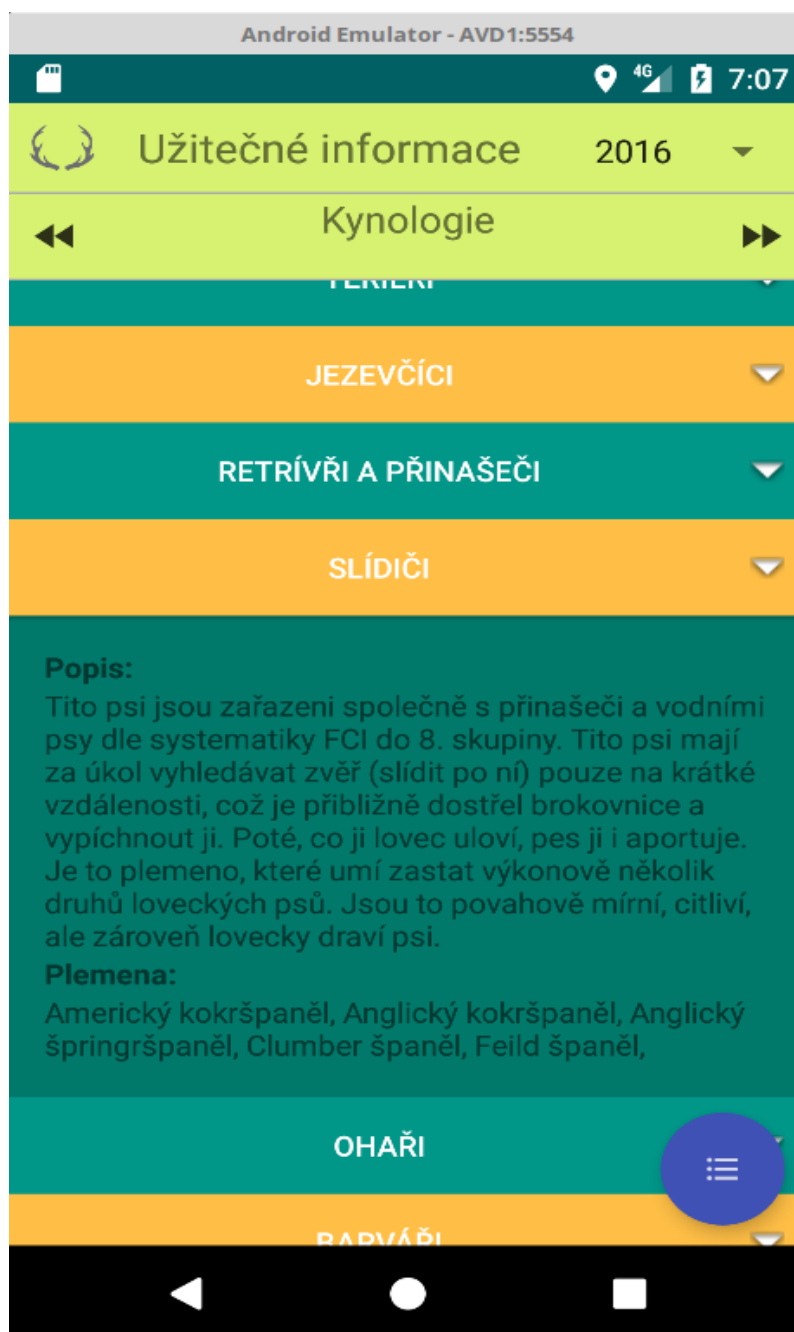 Android Emulator - AVD1:5554
4G 7:07
Užitečné informace 2016
Kynologie
TERIÉŘI
JEZEVČÍCI
RETRÍVŘI A PŘINAŠEČI
SLÍDIČI
Popis:
Tito psi jsou zařazeni společně s přinašeči a vodními
psy dle systematiky FCI do 8. skupiny. Tito psi mají
za úkol vyhledávat zvěř (slídit po ní) pouze na krátké
vzdálenosti, což je přibližně dostřel brokovnice a
vypíchnout ji. Poté, co ji lovec uloví, pes ji i aportuje.
Je to plemeno, které umí zastat výkonově několik
druhů loveckých psů. Jsou to povahově mírní, citliví,
ale zároveň lovecky draví psi.
Plemena:
Americký kokršpaněl, Anglický kokršpaněl, Anglický
špringršpaněl, Clumber španěl, Feild španěl,
OHAŘI
BARVÁŘI